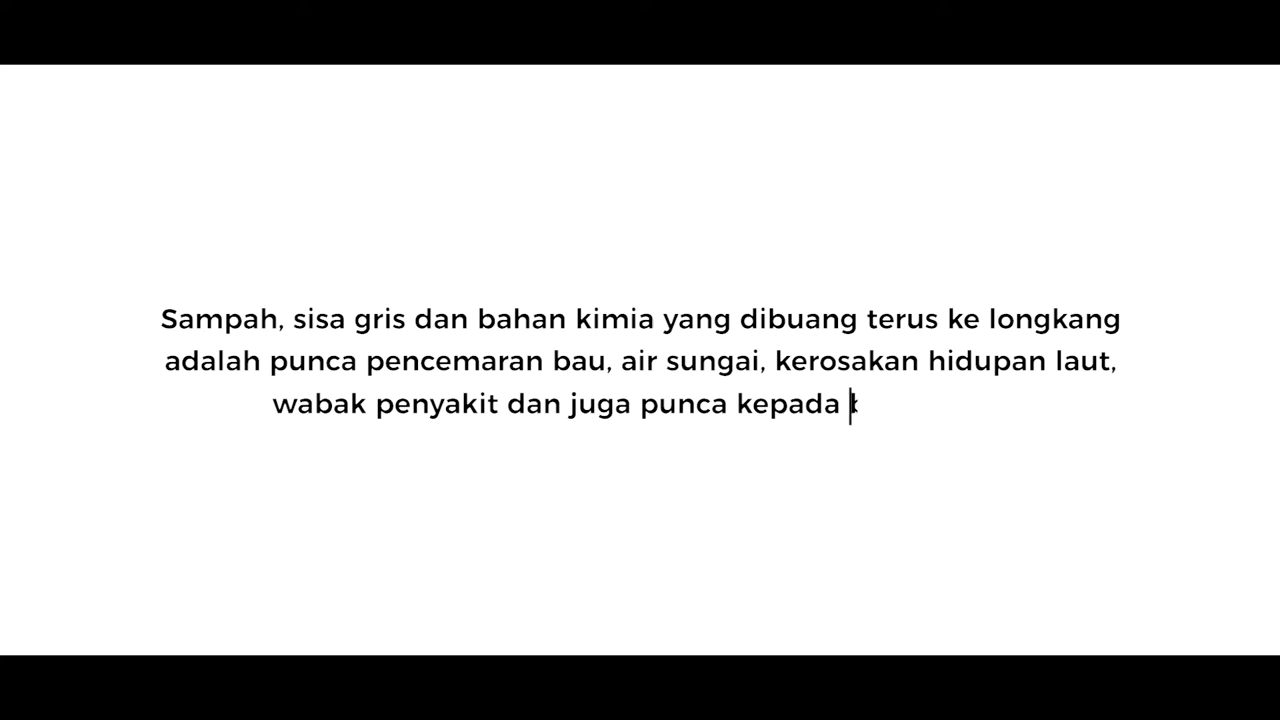 Sampah, sisa gris dan bahan kimia yang dibuang terus ke longkang
adalah punca pencemaran bau, air sungai, kerosakan hidupan laut,
wabak penyakit dan juga punca kepada